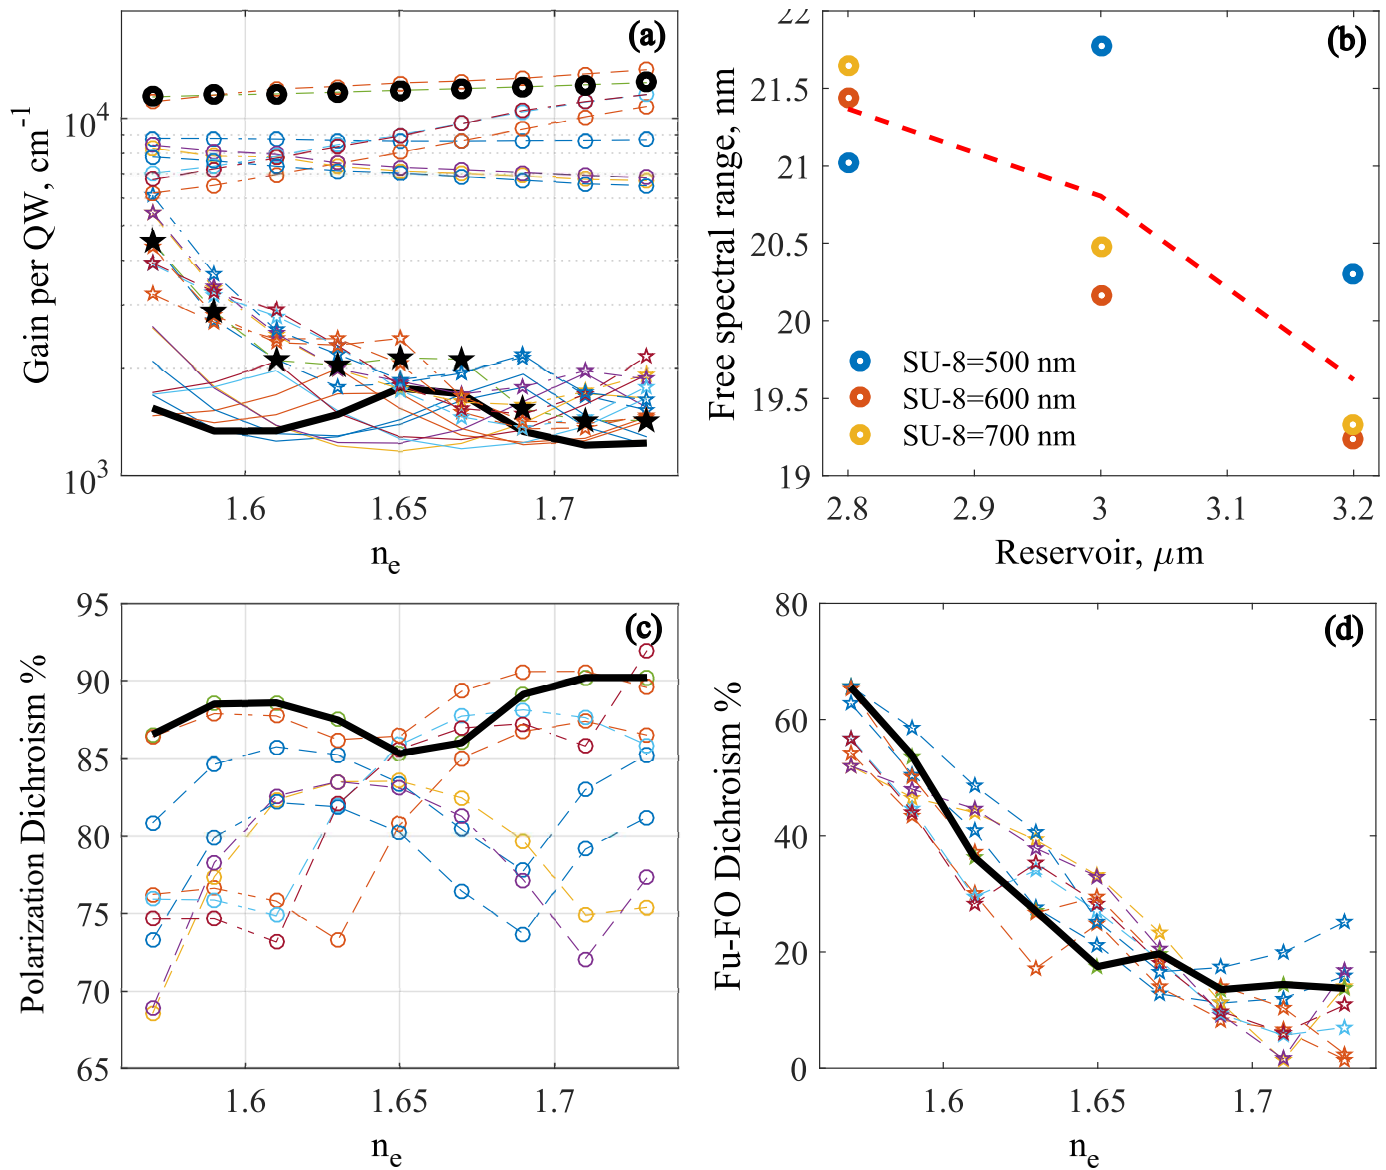 (a)
10⁴
10³
Gain per QW, cm⁻¹
1.6
1.65
1.7
nₑ
(b)
22
21.5
21
20.5
20
19.5
19
Free spectral range, nm
SU-8=500 nm
SU-8=600 nm
SU-8=700 nm
2.8
2.9
3
3.1
3.2
Reservoir, μm
(c)
95
90
85
80
75
70
65
Polarization Dichroism %
1.6
1.65
1.7
nₑ
(d)
80
60
40
20
0
Fu-FO Dichroism %
1.6
1.65
1.7
nₑ